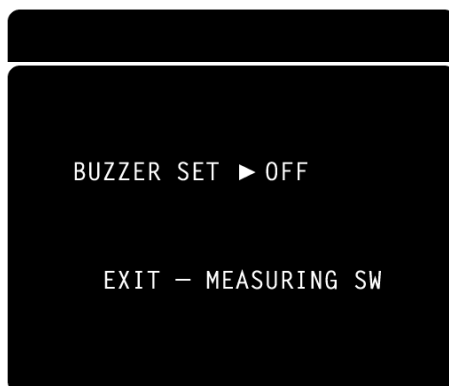 BUZZER SET ▶ OFF
EXIT — MEASURING SW